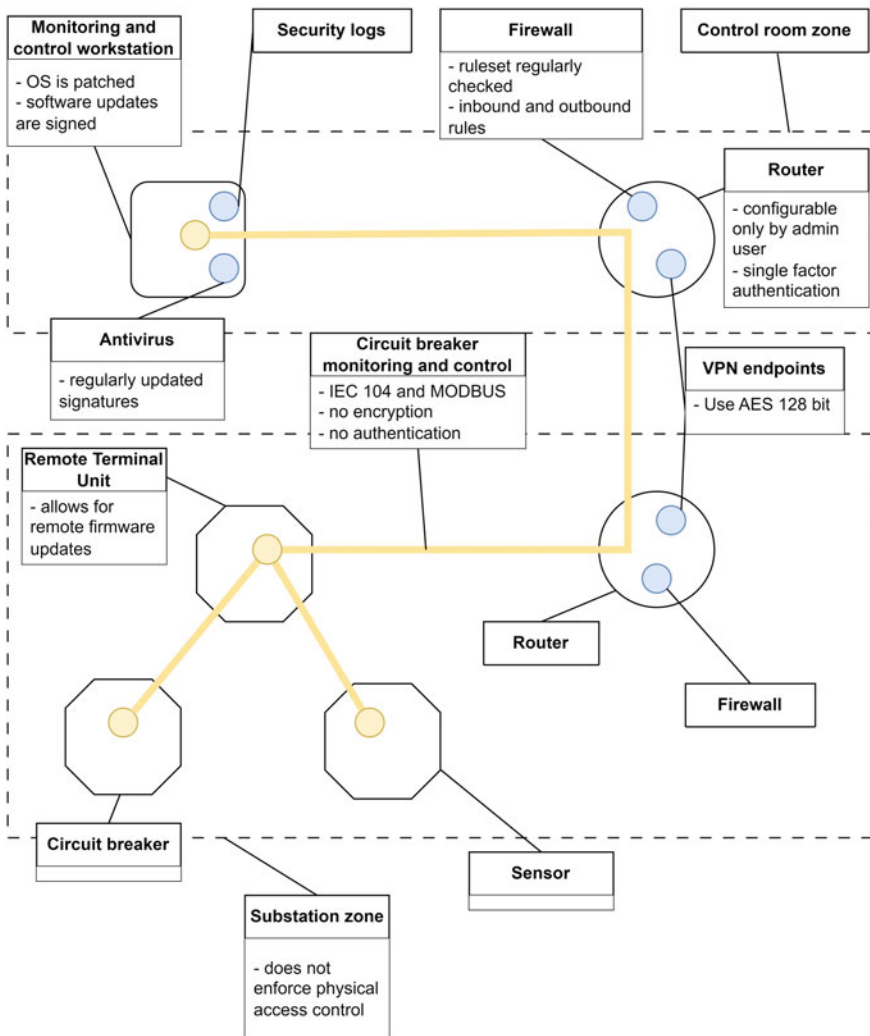 Monitoring and
control workstation
- OS is patched
- software updates
are signed
Security logs
Firewall
- ruleset regularly
checked
- inbound and outbound
rules
Control room zone
Router
- configurable
only by admin
user
- single factor
authentication
Antivirus
- regularly updated
signatures
Circuit breaker
monitoring and control
- IEC 104 and MODBUS
- no encryption
- no authentication
VPN endpoints
- Use AES 128 bit
Remote Terminal
Unit
- allows for
remote firmware
updates
Router
Firewall
Circuit breaker
Sensor
Substation zone
- does not
enforce physical
access control